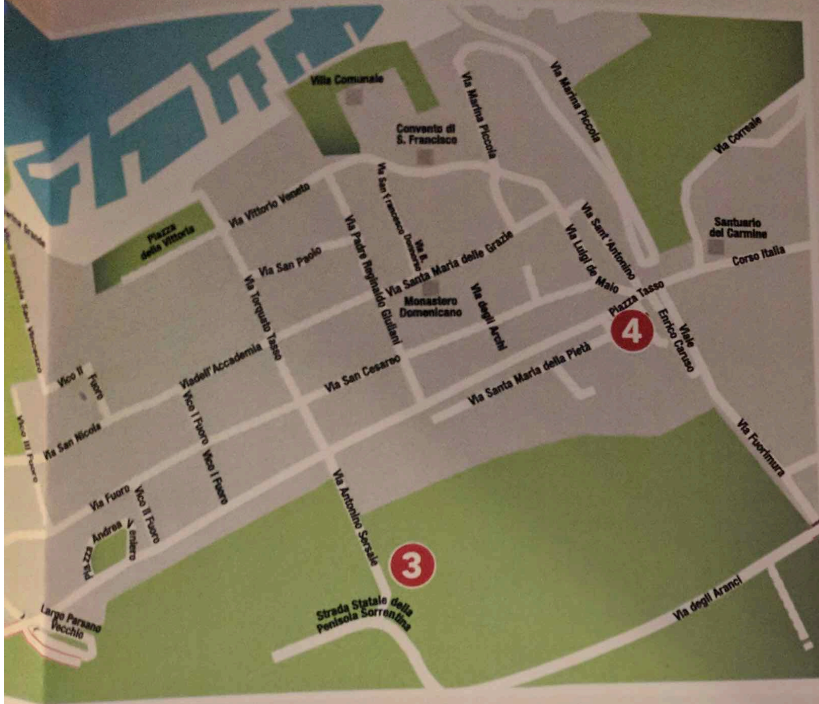 Villa Comunale
Convento di
S. Francisco
Via Marina Piccola
Via Marina Piccola
Via Correale
Santuario
del Carmine
Corso Italia
Piazza
della Vittoria
Via Vittorio Veneto
Via San Francesco
Via S.
Via Padre Reginaldo Giuliani
Via San Paolo
Via Santa Maria delle Grazie
Via Sant'Antonino
Via Luigi de Maio
Piazza Tasso
4
Viale
Enrico Caruso
Monastero
Domenicano
Via degli Archi
Via Torquato Tasso
Via San Cesareo
Via Santa Maria della Pietà
Viadell'Accademia
Vico II
Fuoro
Vico I Fuoro
Vico I Fuoro
Via San Nicola
Vico III Fuoro
Via Fuoro
Vico II Fuoro
Piazza Andrea Veniero
Via Antonino Sersale
3
Via Fuorimura
Strada Statale della
Penisola Sorrentina
Via degli Aranci
Largo Parsano
Vecchio